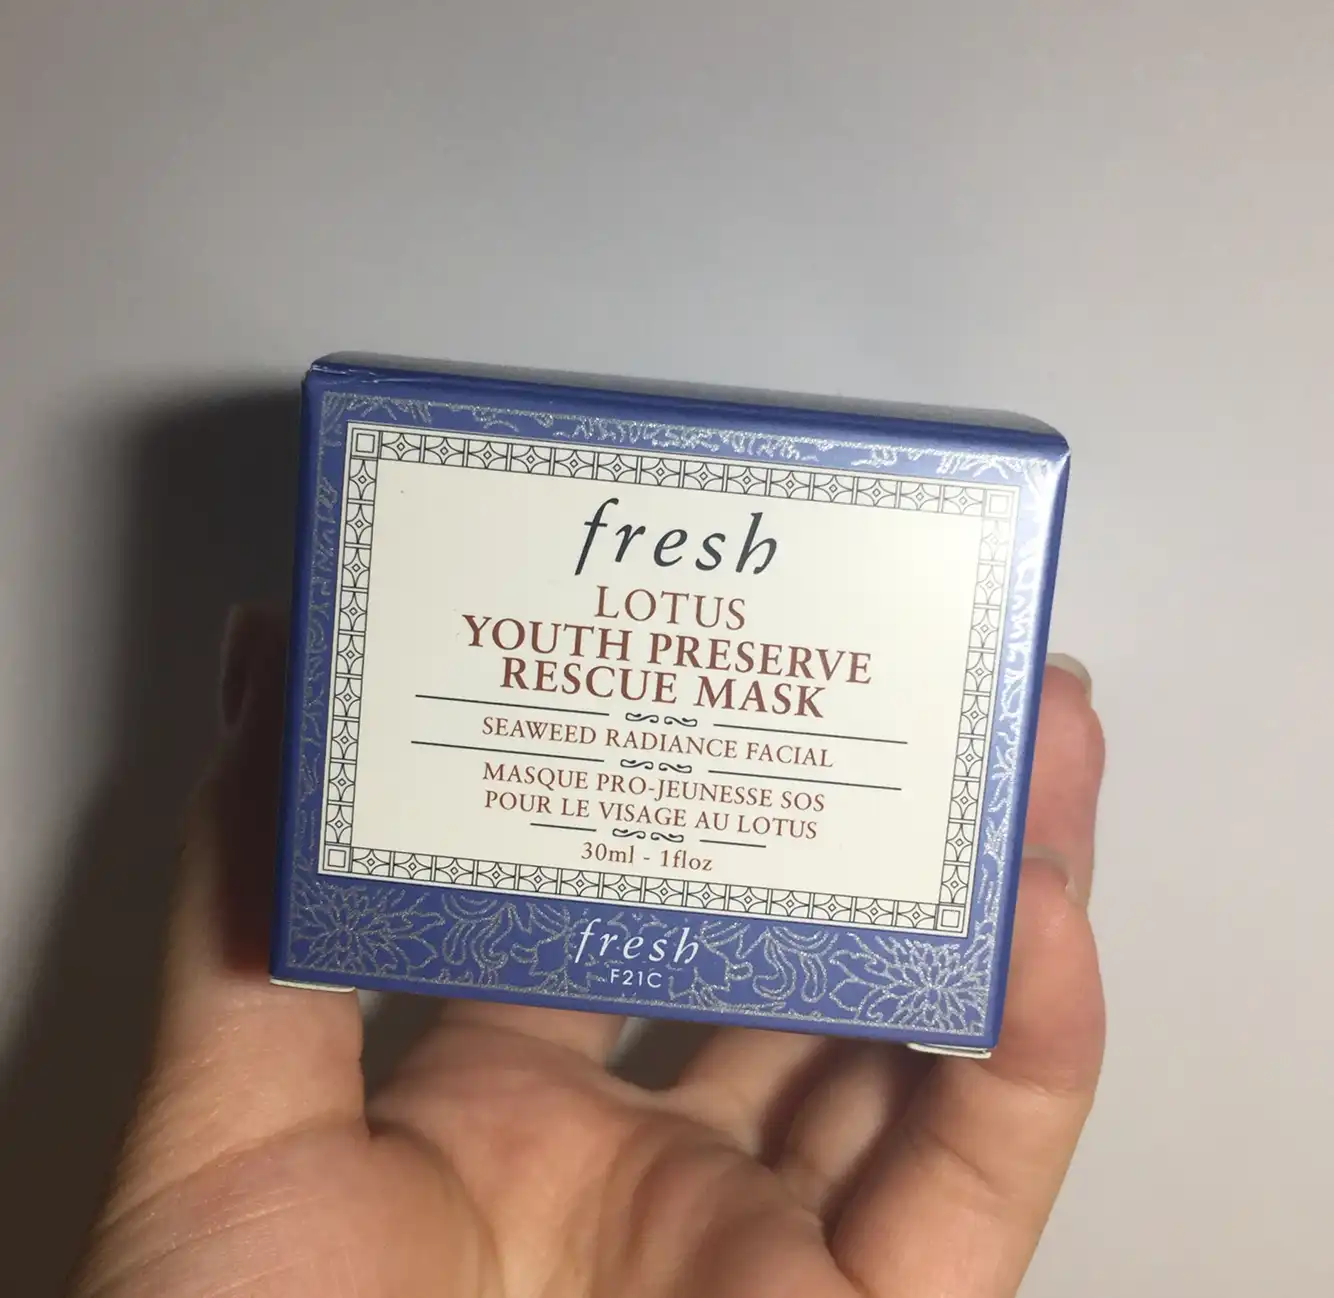 fresh
LOTUS
YOUTH PRESERVE
RESCUE MASK
SEAWEED RADIANCE FACIAL
MASQUE PRO-JEUNESSE SOS
POUR LE VISAGE AU LOTUS
30ml - 1floz
fresh
F21C